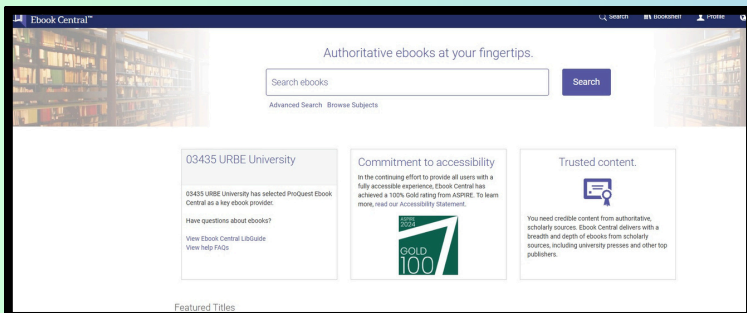 Ebook Central™
Search Bookshelf Profile
Authoritative ebooks at your fingertips.
Search ebooks
Search
Advanced Search Browse Subjects
03435 URBE University
03435 URBE University has selected ProQuest Ebook
Central as a key ebook provider.
Have questions about ebooks?
View Ebook Central LibGuide
View help FAQs
Commitment to accessibility
In the continuing effort to provide all users with a
fully accessible experience, Ebook Central has
achieved a 100% Gold rating from ASPIRE. To learn
more, read our Accessibility Statement.
ASPIRE
2024
GOLD
100
Trusted content.
You need credible content from authoritative,
scholarly sources. Ebook Central delivers with a
breadth and depth of ebooks from scholarly
sources, including university presses and other top
publishers.
Featured Titles